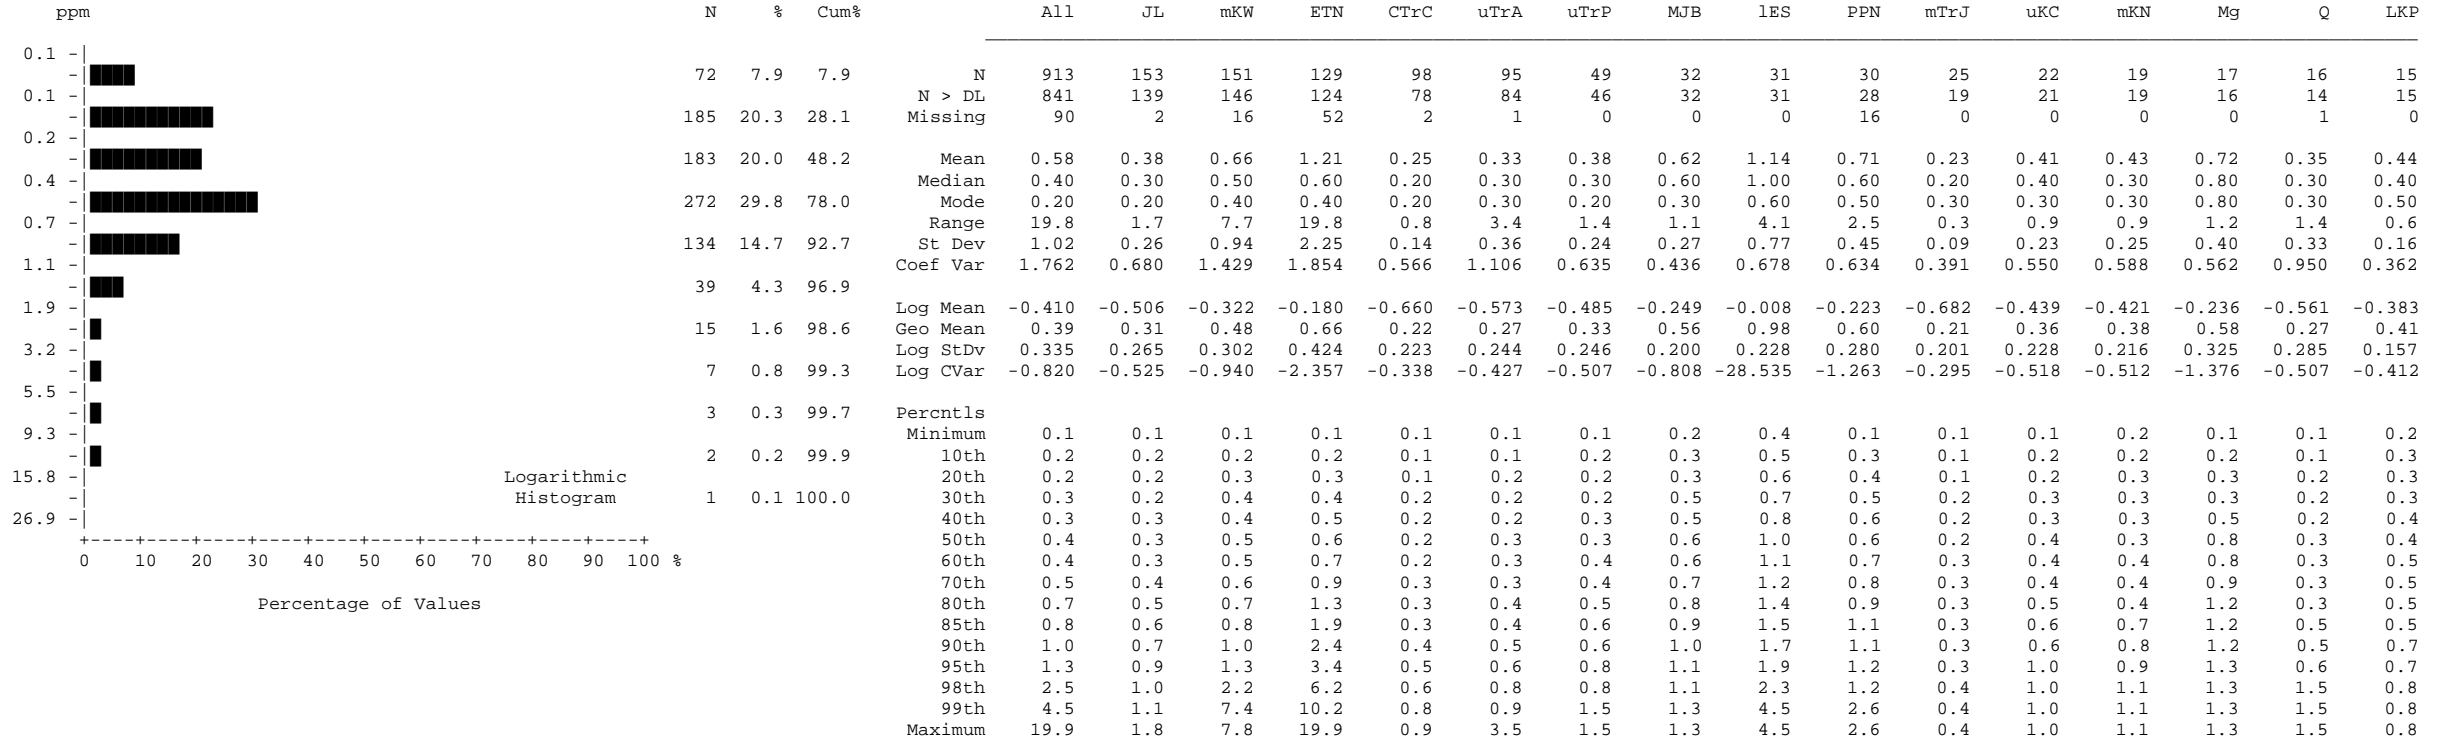 ppm N % Cum% All JL mKW ETN CTrC uTrA uTrP MJB lES PPN mTrJ uKC mKN Mg Q LKP
0.1 -|
-| 72 7.9 7.9 N 913 153 151 129 98 95 49 32 31 30 25 22 19 17 16 15
0.1 -| N > DL 841 139 146 124 78 84 46 32 31 28 19 21 19 16 14 15
-| 185 20.3 28.1 Missing 90 2 16 52 2 1 0 0 0 16 0 0 0 0 1 0
0.2 -|
-| 183 20.0 48.2 Mean 0.58 0.38 0.66 1.21 0.25 0.33 0.38 0.62 1.14 0.71 0.23 0.41 0.43 0.72 0.35 0.44
0.4 -| Median 0.40 0.30 0.50 0.60 0.20 0.30 0.30 0.60 1.00 0.60 0.20 0.40 0.30 0.80 0.30 0.40
-| 272 29.8 78.0 Mode 0.20 0.20 0.40 0.40 0.20 0.30 0.20 0.30 0.60 0.50 0.30 0.30 0.30 0.80 0.30 0.50
0.7 -| Range 19.8 1.7 7.7 19.8 0.8 3.4 1.4 1.1 4.1 2.5 0.3 0.9 0.9 1.2 1.4 0.6
-| 134 14.7 92.7 St Dev 1.02 0.26 0.94 2.25 0.14 0.36 0.24 0.27 0.77 0.45 0.09 0.23 0.25 0.40 0.33 0.16
1.1 -| Coef Var 1.762 0.680 1.429 1.854 0.566 1.106 0.635 0.436 0.678 0.634 0.391 0.550 0.588 0.562 0.950 0.362
-| 39 4.3 96.9
1.9 -| Log Mean -0.410 -0.506 -0.322 -0.180 -0.660 -0.573 -0.485 -0.249 -0.008 -0.223 -0.682 -0.439 -0.421 -0.236 -0.561 -0.383
-| 15 1.6 98.6 Geo Mean 0.39 0.31 0.48 0.66 0.22 0.27 0.33 0.56 0.98 0.60 0.21 0.36 0.38 0.58 0.27 0.41
3.2 -| Log StDv 0.335 0.265 0.302 0.424 0.223 0.244 0.246 0.200 0.228 0.280 0.201 0.228 0.216 0.325 0.285 0.157
-| 7 0.8 99.3 Log CVar -0.820 -0.525 -0.940 -2.357 -0.338 -0.427 -0.507 -0.808 -28.535 -1.263 -0.295 -0.518 -0.512 -1.376 -0.507 -0.412
5.5 -|
-| 3 0.3 99.7 Percntls
9.3 -| Minimum 0.1 0.1 0.1 0.1 0.1 0.1 0.1 0.2 0.4 0.1 0.1 0.1 0.2 0.1 0.1 0.2
-| 2 0.2 99.9 10th 0.2 0.2 0.2 0.2 0.1 0.1 0.2 0.3 0.5 0.3 0.1 0.2 0.2 0.2 0.1 0.3
15.8 -| Logarithmic 20th 0.2 0.2 0.3 0.3 0.1 0.2 0.2 0.3 0.6 0.4 0.1 0.2 0.3 0.3 0.2 0.3
-| Histogram 1 0.1 100.0 30th 0.3 0.2 0.4 0.4 0.2 0.2 0.2 0.5 0.7 0.5 0.2 0.3 0.3 0.3 0.2 0.3
26.9 -| 40th 0.3 0.3 0.4 0.5 0.2 0.2 0.3 0.5 0.8 0.6 0.2 0.3 0.3 0.5 0.2 0.4
+----+----+----+----+----+----+----+----+----+----+ 50th 0.4 0.3 0.5 0.6 0.2 0.3 0.3 0.6 1.0 0.6 0.2 0.4 0.3 0.8 0.3 0.4
0 10 20 30 40 50 60 70 80 90 100 % 60th 0.4 0.3 0.5 0.7 0.2 0.3 0.4 0.6 1.1 0.7 0.3 0.4 0.4 0.8 0.3 0.5
70th 0.5 0.4 0.6 0.9 0.3 0.3 0.4 0.7 1.2 0.8 0.3 0.4 0.4 0.9 0.3 0.5
Percentage of Values 80th 0.7 0.5 0.7 1.3 0.3 0.4 0.5 0.8 1.4 0.9 0.3 0.5 0.4 1.2 0.3 0.5
85th 0.8 0.6 0.8 1.9 0.3 0.4 0.6 0.9 1.5 1.1 0.3 0.6 0.7 1.2 0.5 0.5
90th 1.0 0.7 1.0 2.4 0.4 0.5 0.6 1.0 1.7 1.1 0.3 0.6 0.8 1.2 0.5 0.7
95th 1.3 0.9 1.3 3.4 0.5 0.6 0.8 1.1 1.9 1.2 0.3 1.0 0.9 1.3 0.6 0.7
98th 2.5 1.0 2.2 6.2 0.6 0.8 0.8 1.1 2.3 1.2 0.4 1.0 1.1 1.3 1.5 0.8
99th 4.5 1.1 7.4 10.2 0.8 0.9 1.5 1.3 4.5 2.6 0.4 1.0 1.1 1.3 1.5 0.8
Maximum 19.9 1.8 7.8 19.9 0.9 3.5 1.5 1.3 4.5 2.6 0.4 1.0 1.1 1.3 1.5 0.8